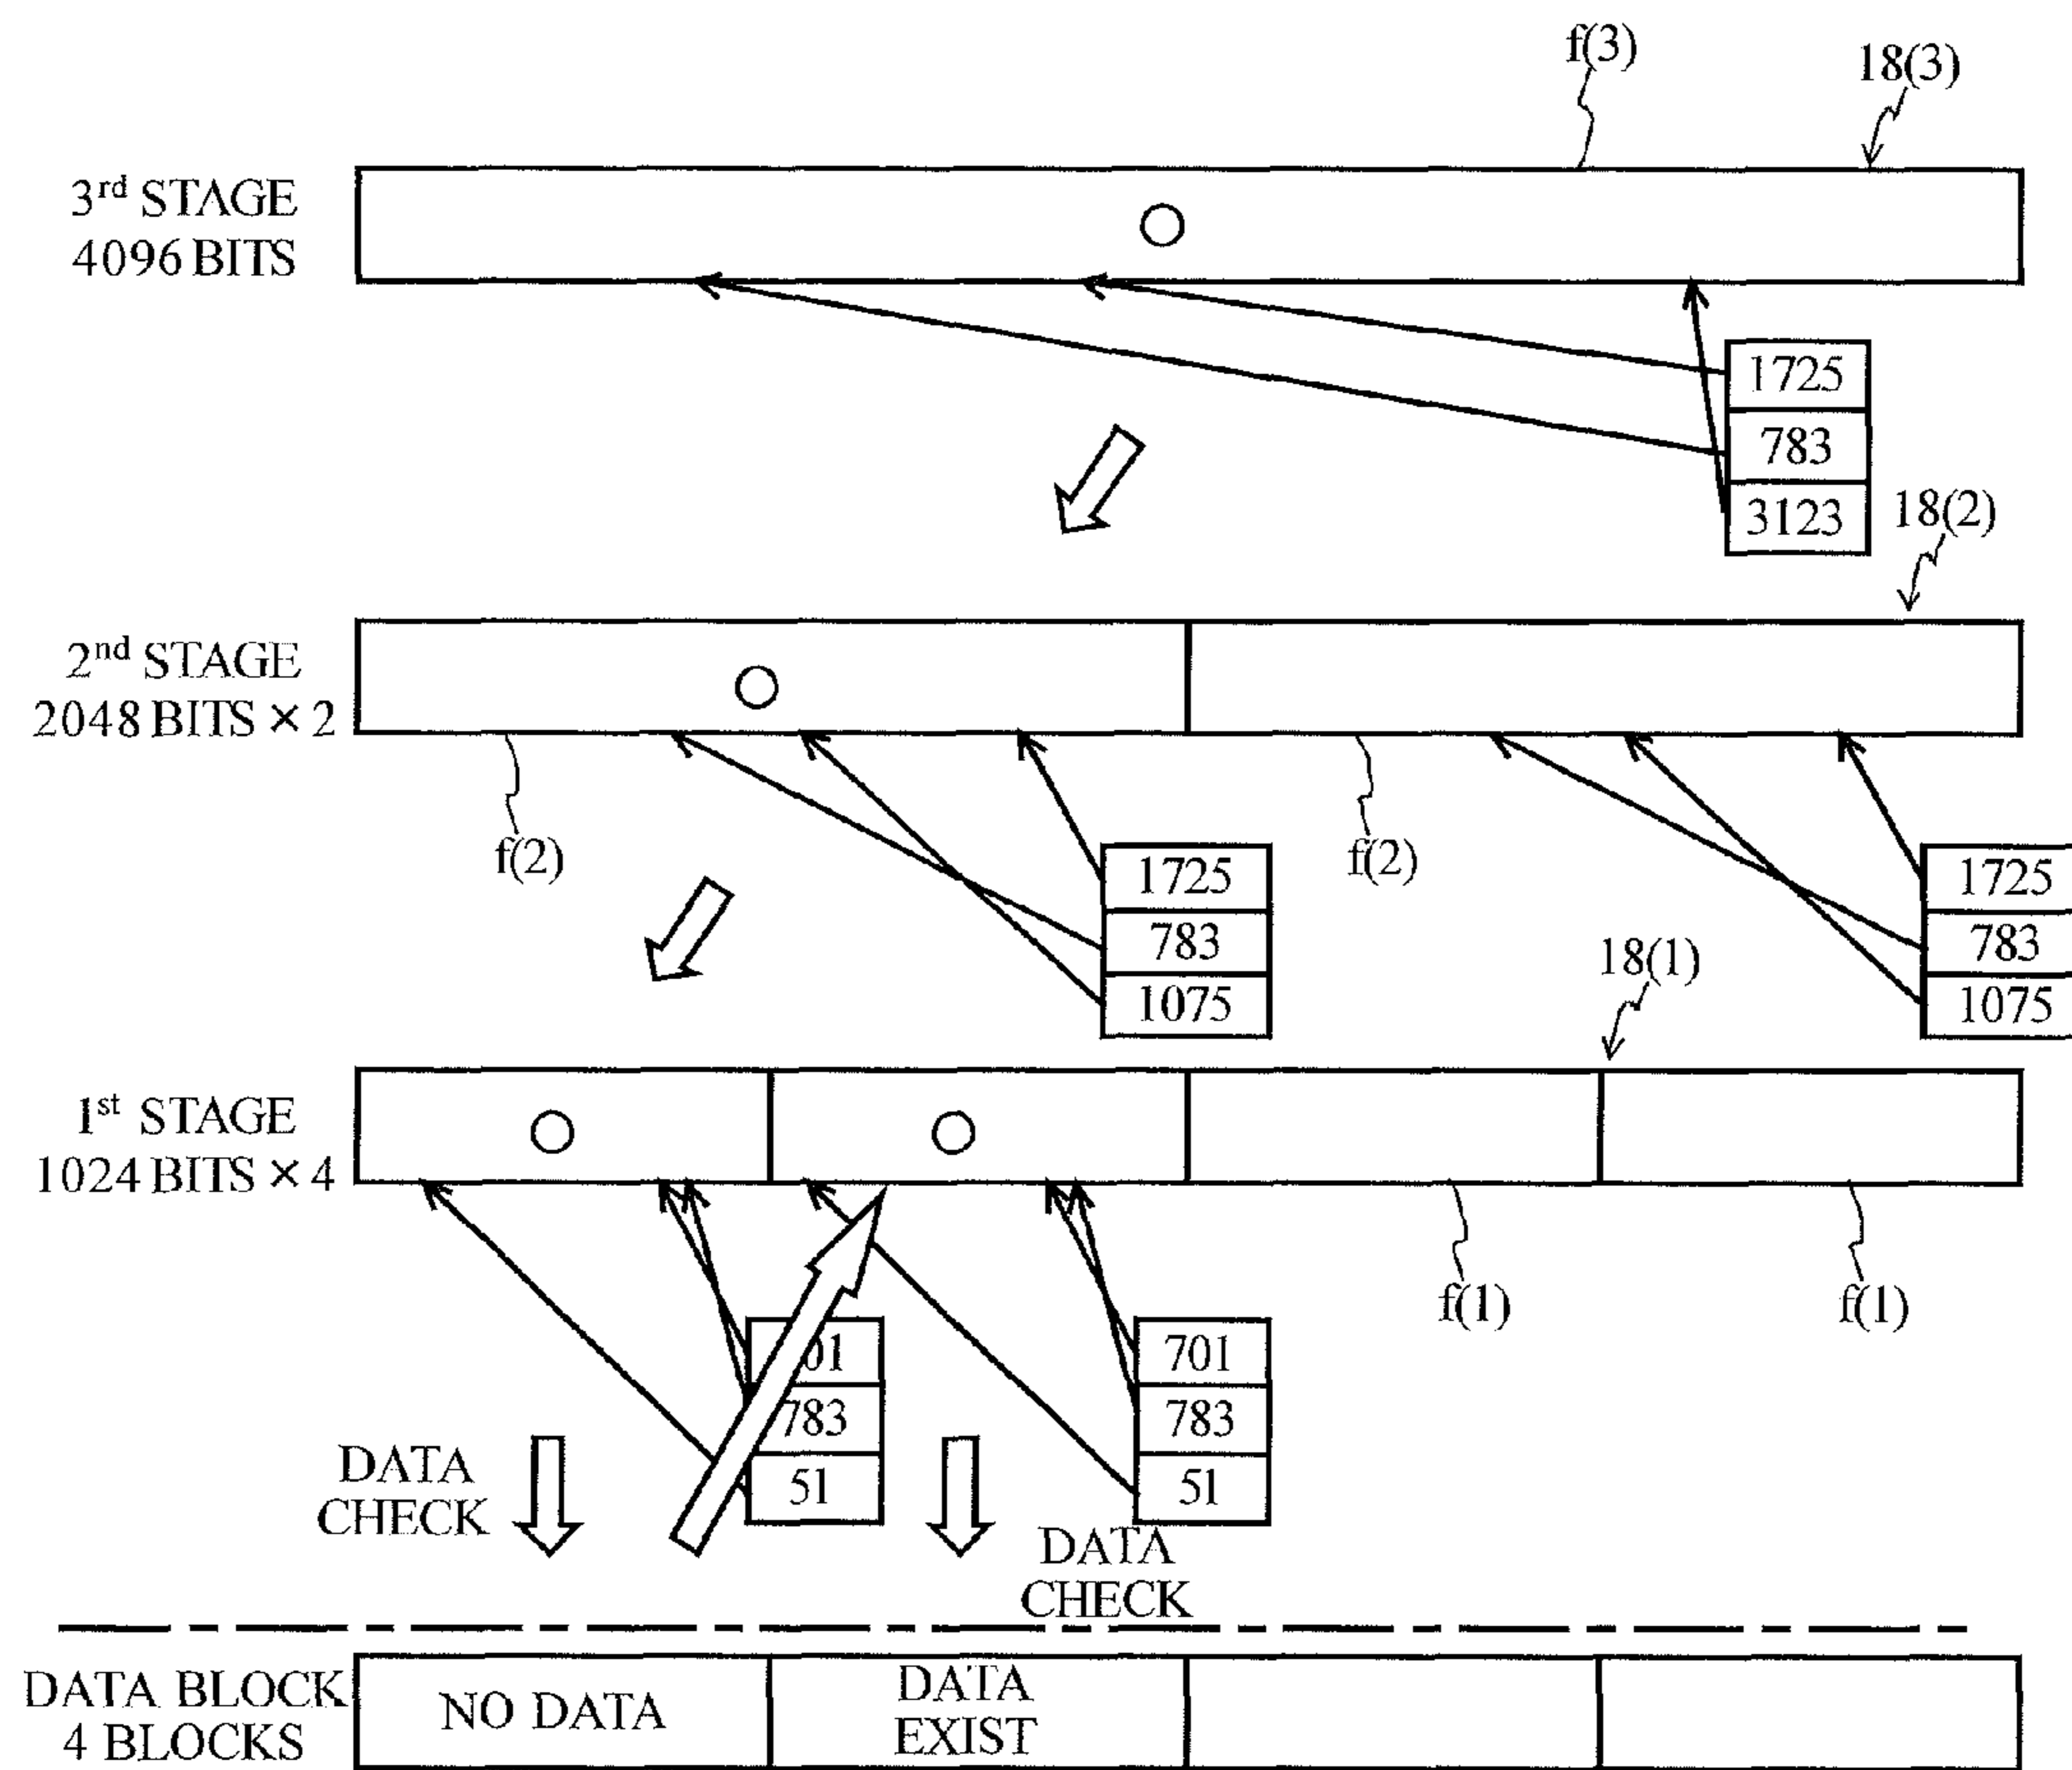 f(3)
18(3)
3rd STAGE
4096 BITS
1725
783
3123
18(2)
2nd STAGE
2048 BITS × 2
f(2)
f(2)
1725
783
1075
1725
783
1075
18(1)
1st STAGE
1024 BITS × 4
f(1)
f(1)
01
783
51
701
783
51
DATA
CHECK
DATA
CHECK
DATA BLOCK
4 BLOCKS
NO DATA
DATA
EXIST